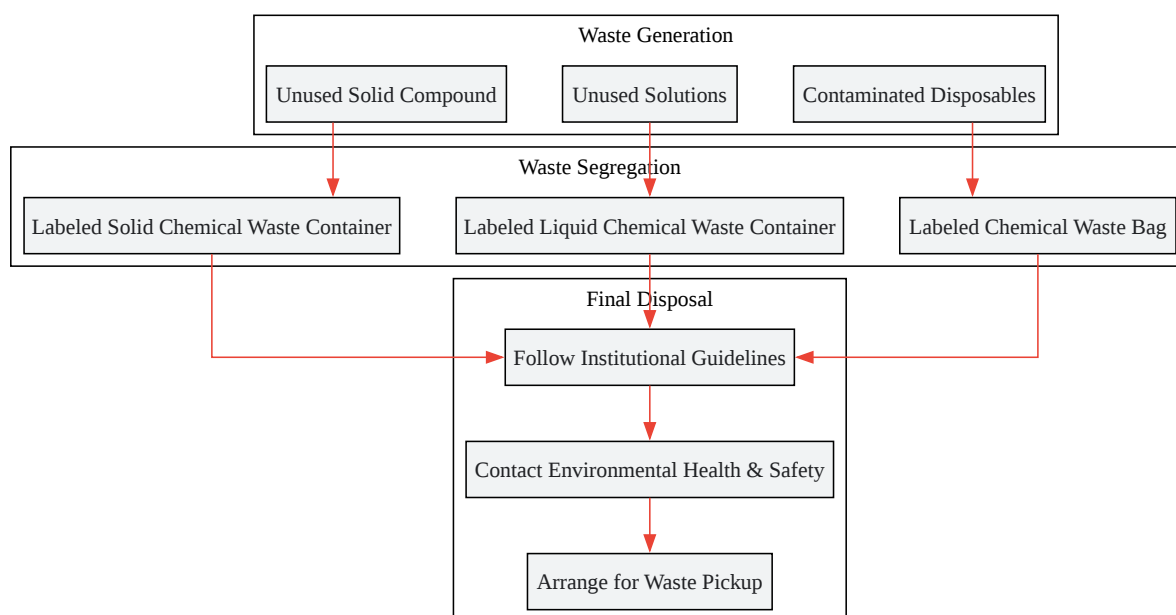 Waste Generation
Unused Solid Compound
Unused Solutions
Contaminated Disposables
Waste Segregation
Labeled Solid Chemical Waste Container
Labeled Liquid Chemical Waste Container
Labeled Chemical Waste Bag
Final Disposal
Follow Institutional Guidelines
Contact Environmental Health & Safety
Arrange for Waste Pickup